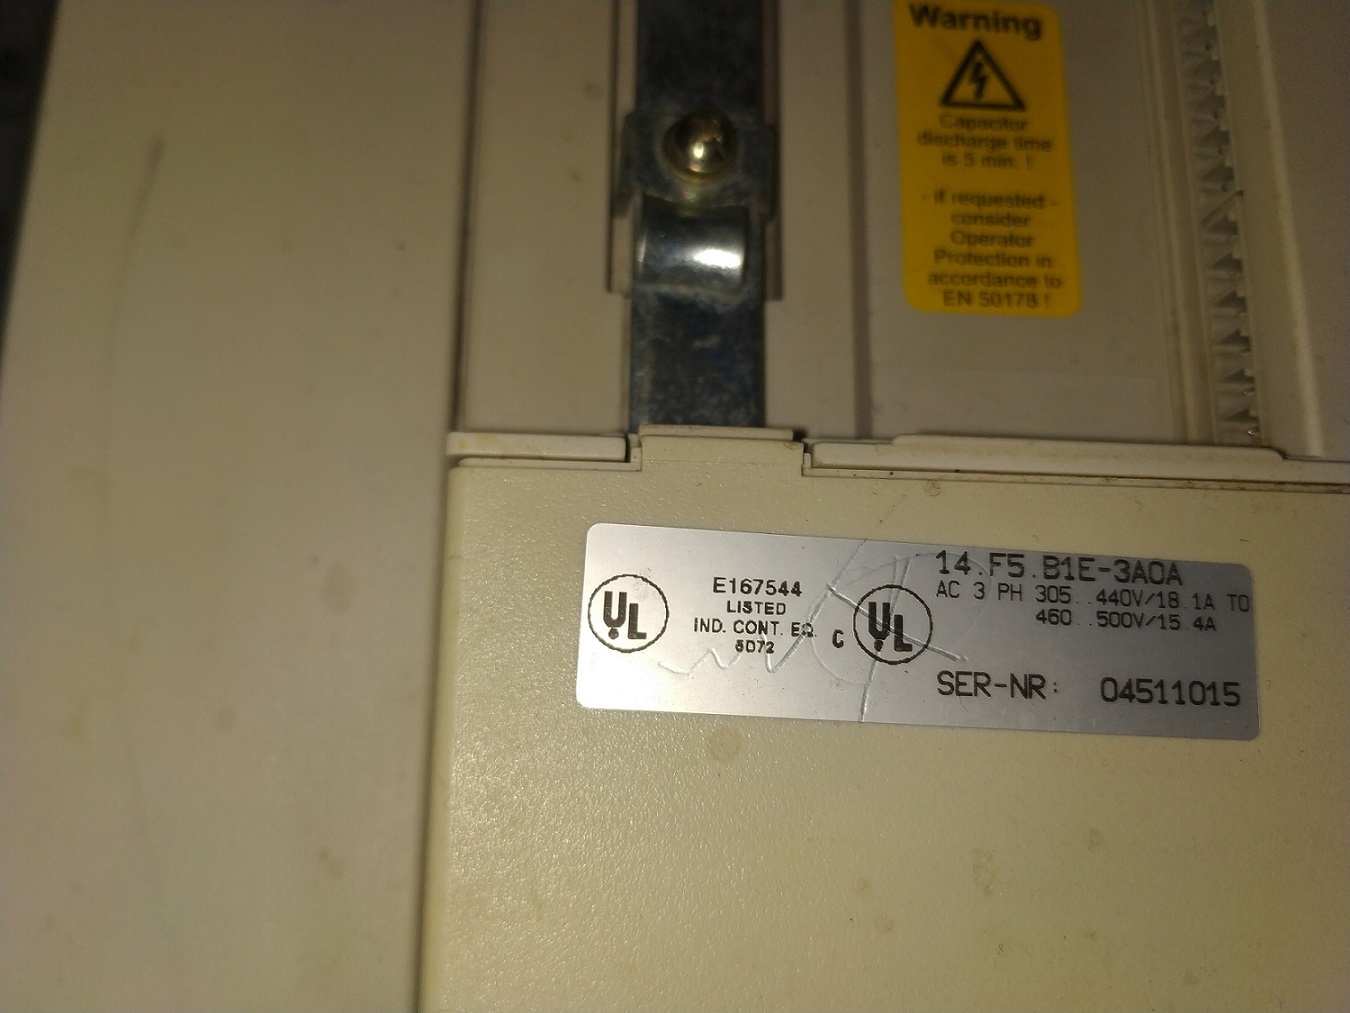 Warning
Capacitor
discharge time
is 5 min. !
- if requested -
consider
Operator
Protection in
accordance to
EN 50178 !
UL
E167544
LISTED
IND. CONT. EQ.
5D72
C UL
14.F5.B1E-3A0A
AC 3 PH 305..440V/18.1A TO
460..500V/15.4A
SER-NR: 04511015